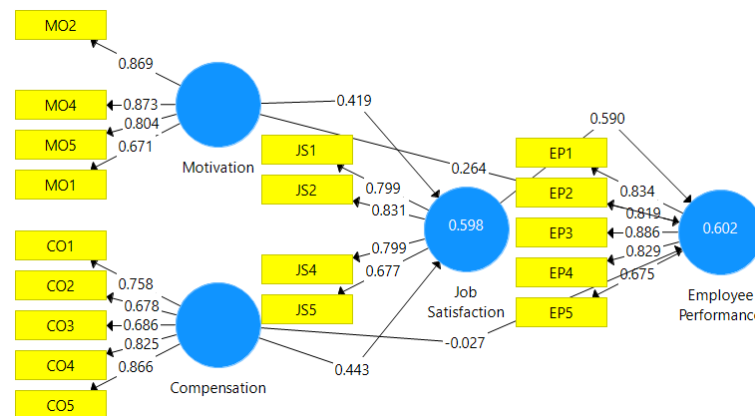 MO2
0.869
MO4
0.873
MO5
0.804
MO1
0.671
Motivation
0.419
0.264
JS1
0.799
JS2
0.831
JS4
0.799
JS5
0.677
0.598
Job
Satisfaction
0.590
EP1
0.834
EP2
0.819
EP3
0.886
EP4
0.829
EP5
0.675
0.602
Employee
Performance
CO1
0.758
CO2
0.678
CO3
0.686
CO4
0.825
CO5
0.866
Compensation
0.443
-0.027